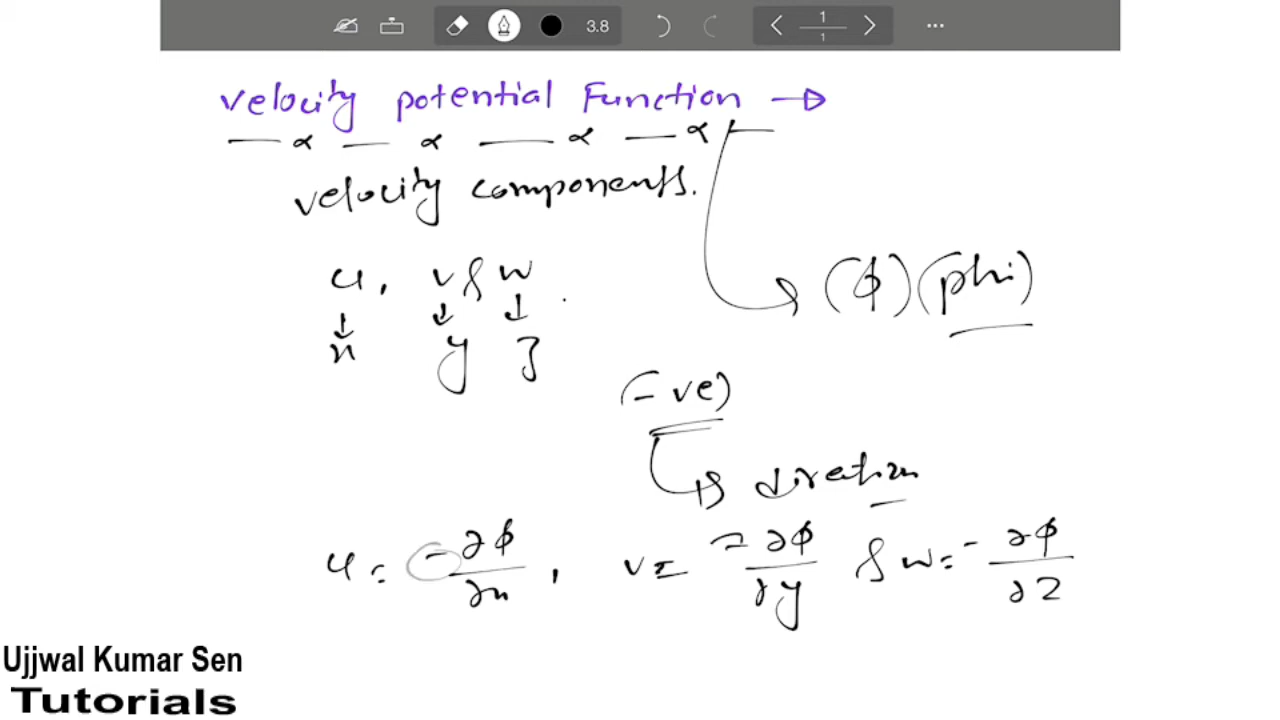 3.8
1
1
velocity potential Function →
velocity components.
u, v & w
↓ ↓ ↓
x y z
(ϕ) (phi)
(-ve)
direction
u = -∂ϕ/∂x, v = -∂ϕ/∂y & w = -∂ϕ/∂z
Ujjwal Kumar Sen
Tutorials